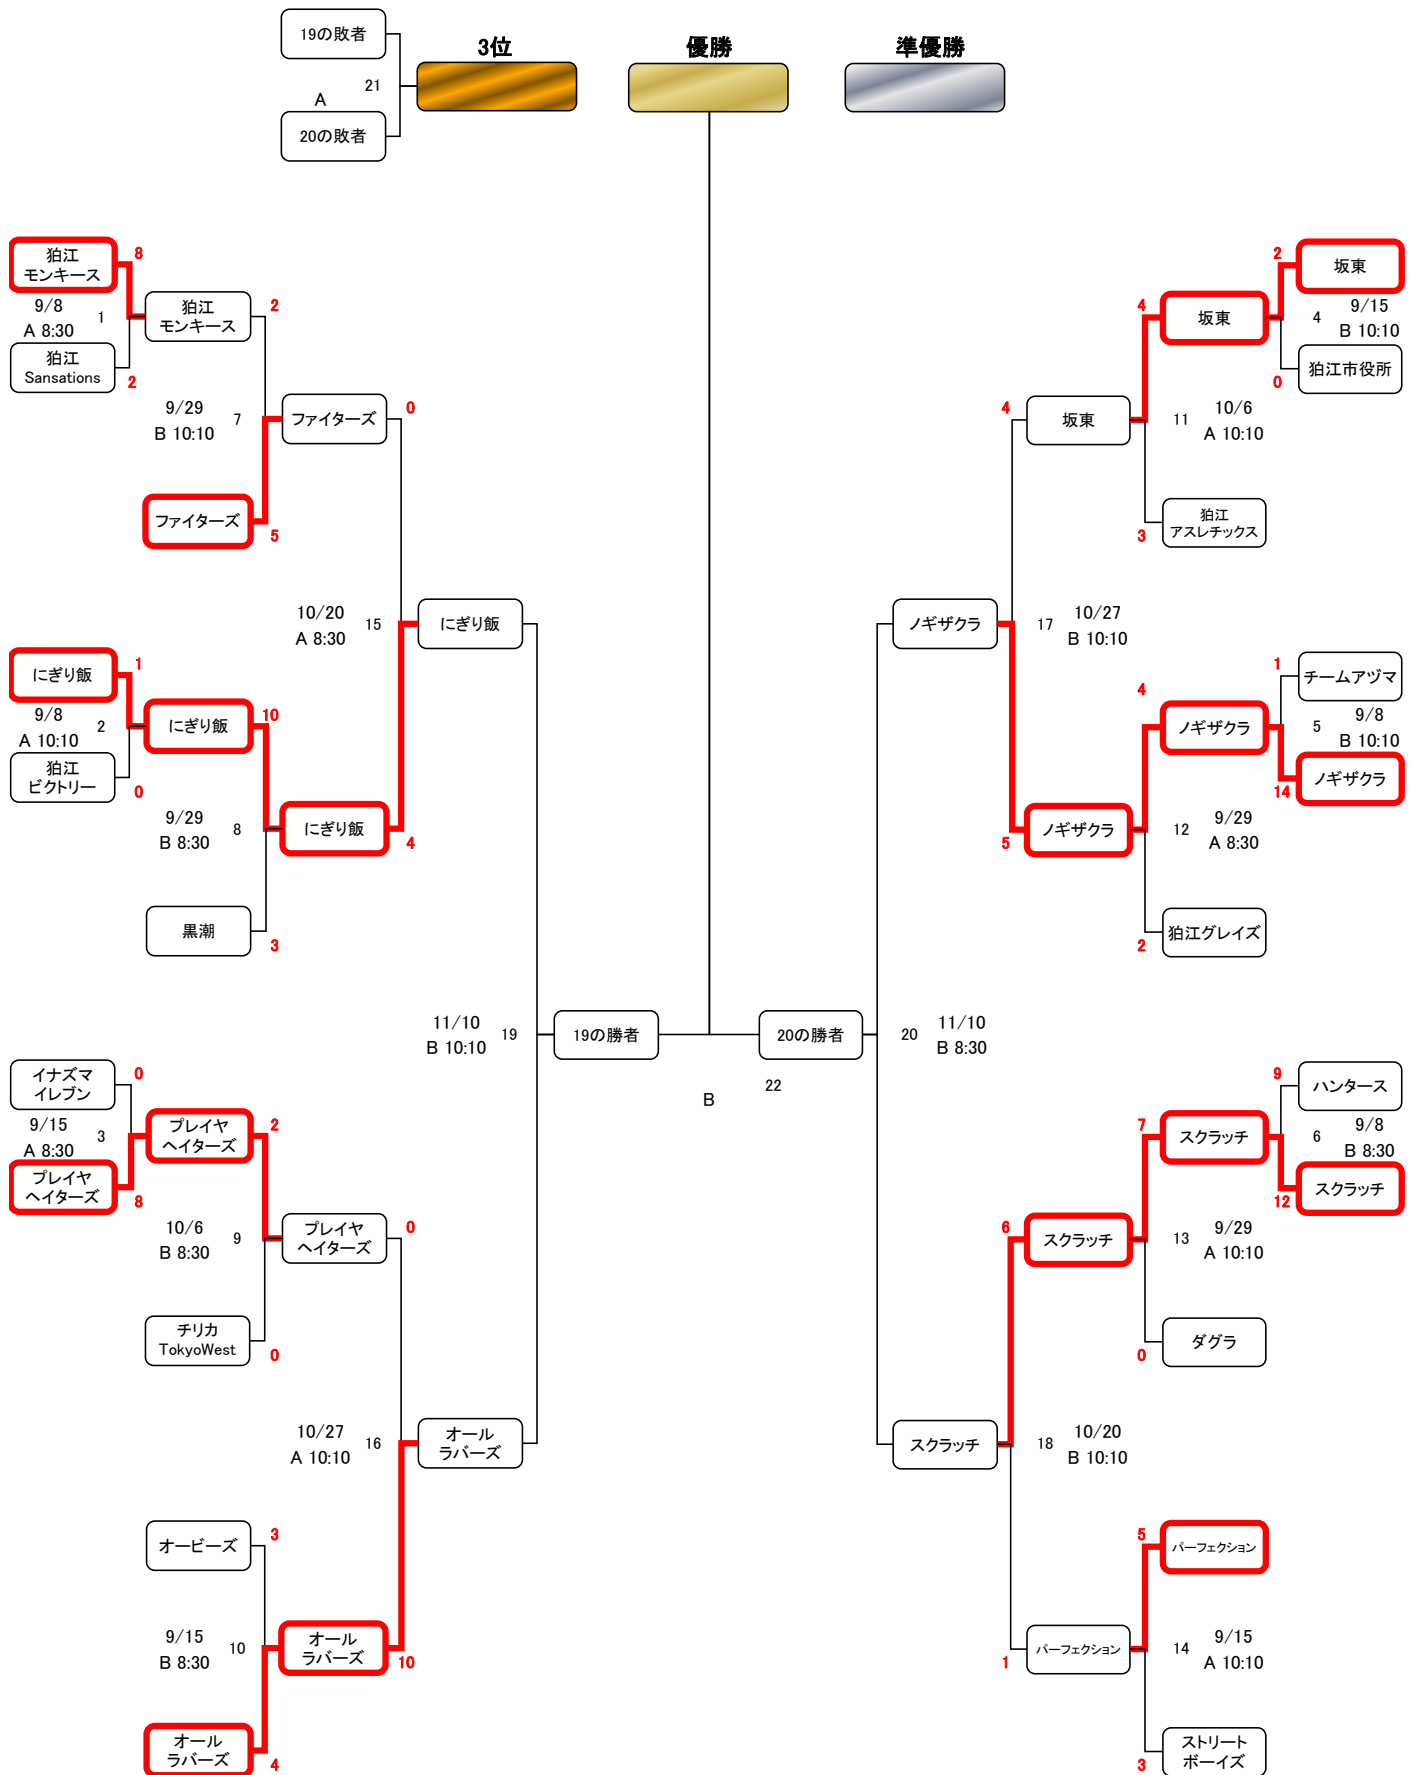 19の敗者
3位
優勝
準優勝
21
A
20の敗者
狛江
モンキース
8
9/8
A 8:30
1
狛江
モンキース
2
狛江
Sansations
2
9/29
B 10:10
7
ファイターズ
0
ファイターズ
5
10/20
A 8:30
15
にぎり飯
にぎり飯
1
9/8
A 10:10
2
にぎり飯
10
狛江
ビクトリー
0
9/29
B 8:30
8
にぎり飯
4
黒潮
3
11/10
B 10:10
19
19の勝者
イナズマ
イレブン
0
9/15
A 8:30
3
プレイヤ
ヘイターズ
2
プレイヤ
ヘイターズ
8
10/6
B 8:30
9
プレイヤ
ヘイターズ
0
チリカ
TokyoWest
0
10/27
A 10:10
16
オール
ラバーズ
オービーズ
3
9/15
B 8:30
10
オール
ラバーズ
10
オール
ラバーズ
4
22
B
2
坂東
4
坂東
4
9/15
B 10:10
0
狛江市役所
4
坂東
11
10/6
A 10:10
3
狛江
アスレチックス
ノギザクラ
17
10/27
B 10:10
1
チームアヅマ
4
ノギザクラ
5
9/8
B 10:10
14
ノギザクラ
5
ノギザクラ
12
9/29
A 8:30
2
狛江グレイズ
20の勝者
20
11/10
B 8:30
9
ハンタース
7
スクラッチ
6
9/8
B 8:30
12
スクラッチ
6
スクラッチ
13
9/29
A 10:10
0
ダグラ
スクラッチ
18
10/20
B 10:10
5
パーフェクション
1
パーフェクション
14
9/15
A 10:10
3
ストリート
ボーイズ